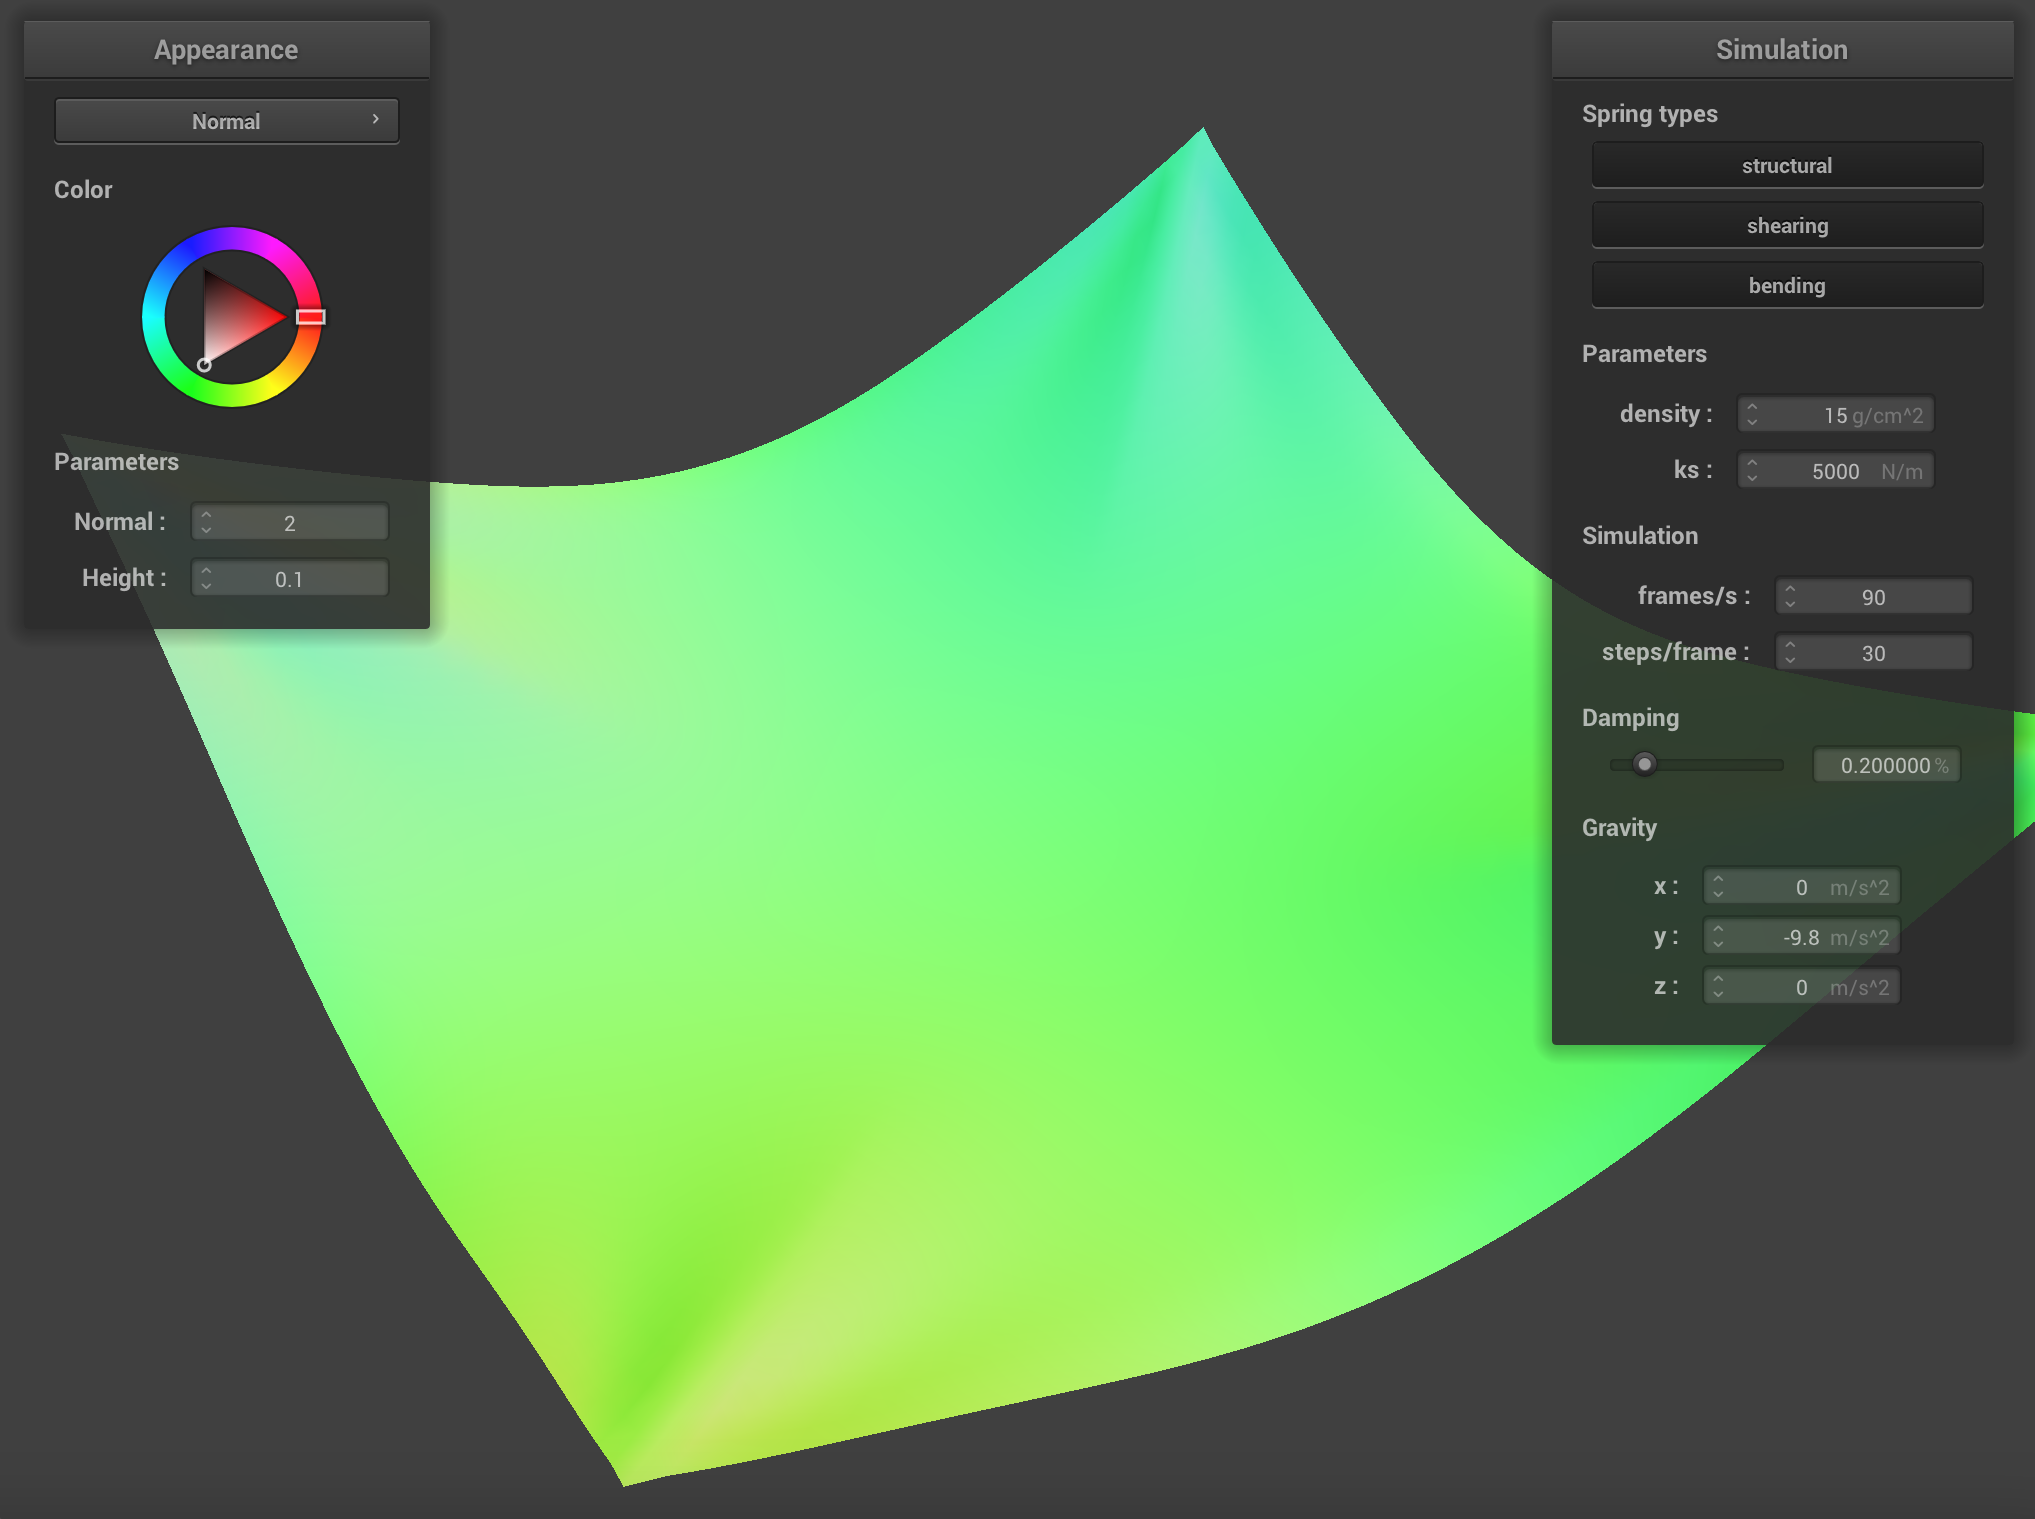 Appearance
Normal
Color
Parameters
Normal :
2
Height :
0.1
Simulation
Spring types
structural
shearing
bending
Parameters
density :
15 g/cm^2
ks :
5000 N/m
Simulation
frames/s :
90
steps/frame :
30
Damping
0.200000 %
Gravity
x :
0 m/s^2
y :
-9.8 m/s^2
z :
0 m/s^2